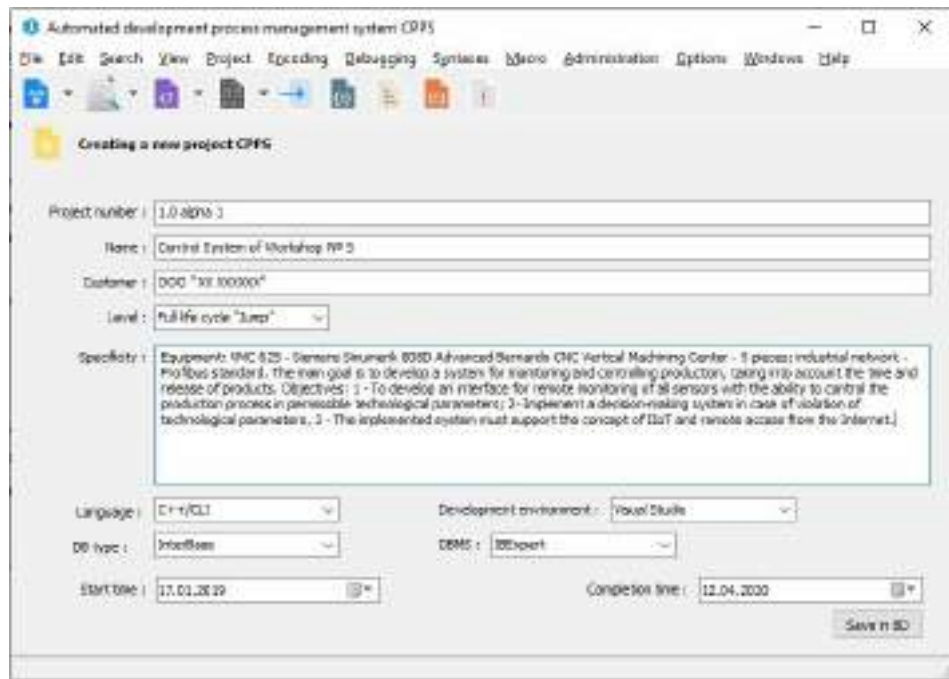 Automated development process management system CPPS
File Edit Search View Project Encoding Debugging Syntaxes Macro Administration Options Windows Help
Creating a new project CPPS
Project number : 1.0 alpha 1
Name : Control System of Workshop № 5
Customer : OOO "XX XXXXXX"
Level : Full life cycle "Jump"
Specificity : Equipment: VMC 625 - Siemens Sinumerik 808D Advanced Bernardo CNC Vertical Machining Center - 5 pieces; industrial network -
Profibus standard. The main goal is to develop a system for monitoring and controlling production, taking into account the time and
release of products. Objectives: 1 - To develop an interface for remote monitoring of all sensors with the ability to control the
production process in permissible technological parameters; 2 - Implement a decision-making system in case of violation of
technological parameters, 3 - The implemented system must support the concept of IIoT and remote access from the Internet.
Language : C++/CLI Development environment : Visual Studio
DB type : InterBase DBMS : IBExpert
Start time : 17.01.2019 Completion time : 12.04.2020
Save in BD